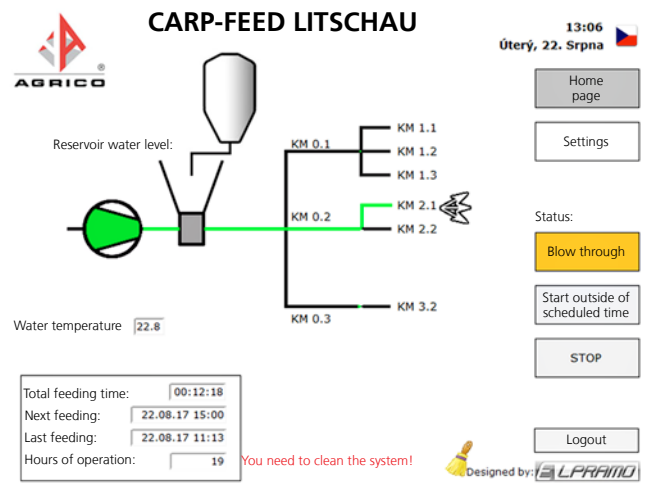 CARP-FEED LITSCHAU
13:06
Úterý, 22. Srpna
AGRICO
®
Home
page
Settings
Reservoir water level:
KM 0.1
KM 1.1
KM 1.2
KM 1.3
KM 0.2
KM 2.1
KM 2.2
KM 0.3
KM 3.2
Status:
Blow through
Start outside of
scheduled time
STOP
Water temperature 22.8
Total feeding time: 00:12:18
Next feeding: 22.08.17 15:00
Last feeding: 22.08.17 11:13
Hours of operation: 19
You need to clean the system!
Logout
Designed by:
ELPRAMO